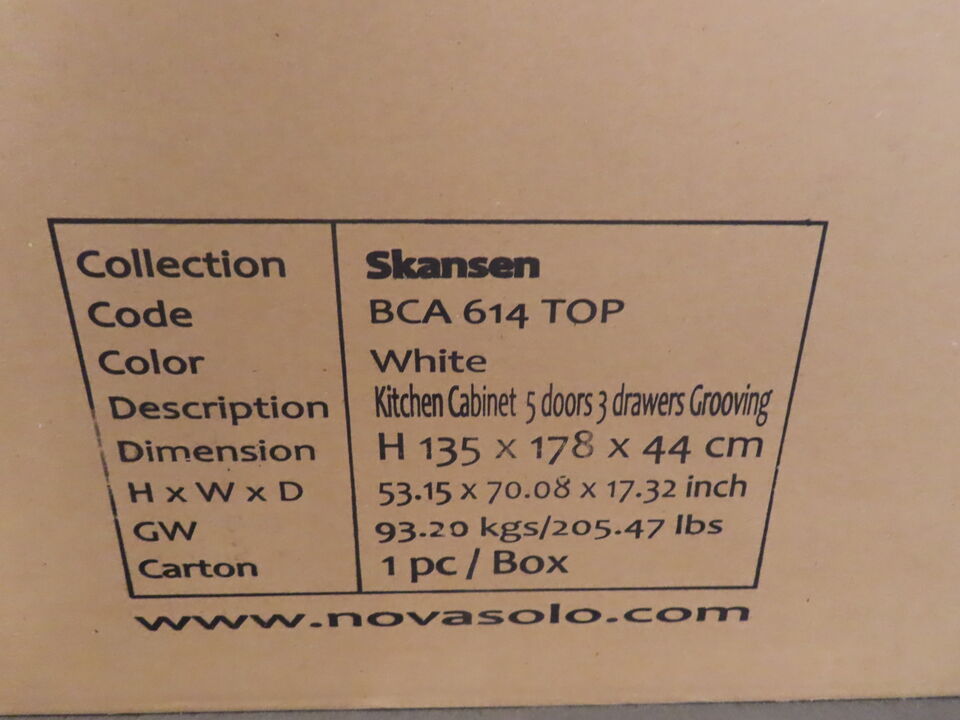 Collection Skansen
Code BCA 614 TOP
Color White
Description Kitchen Cabinet 5 doors 3 drawers Grooving
Dimension H 135 x 178 x 44 cm
H x W x D 53.15 x 70.08 x 17.32 inch
GW 93.20 kgs/205.47 lbs
Carton 1 pc / Box
www.novasolo.com